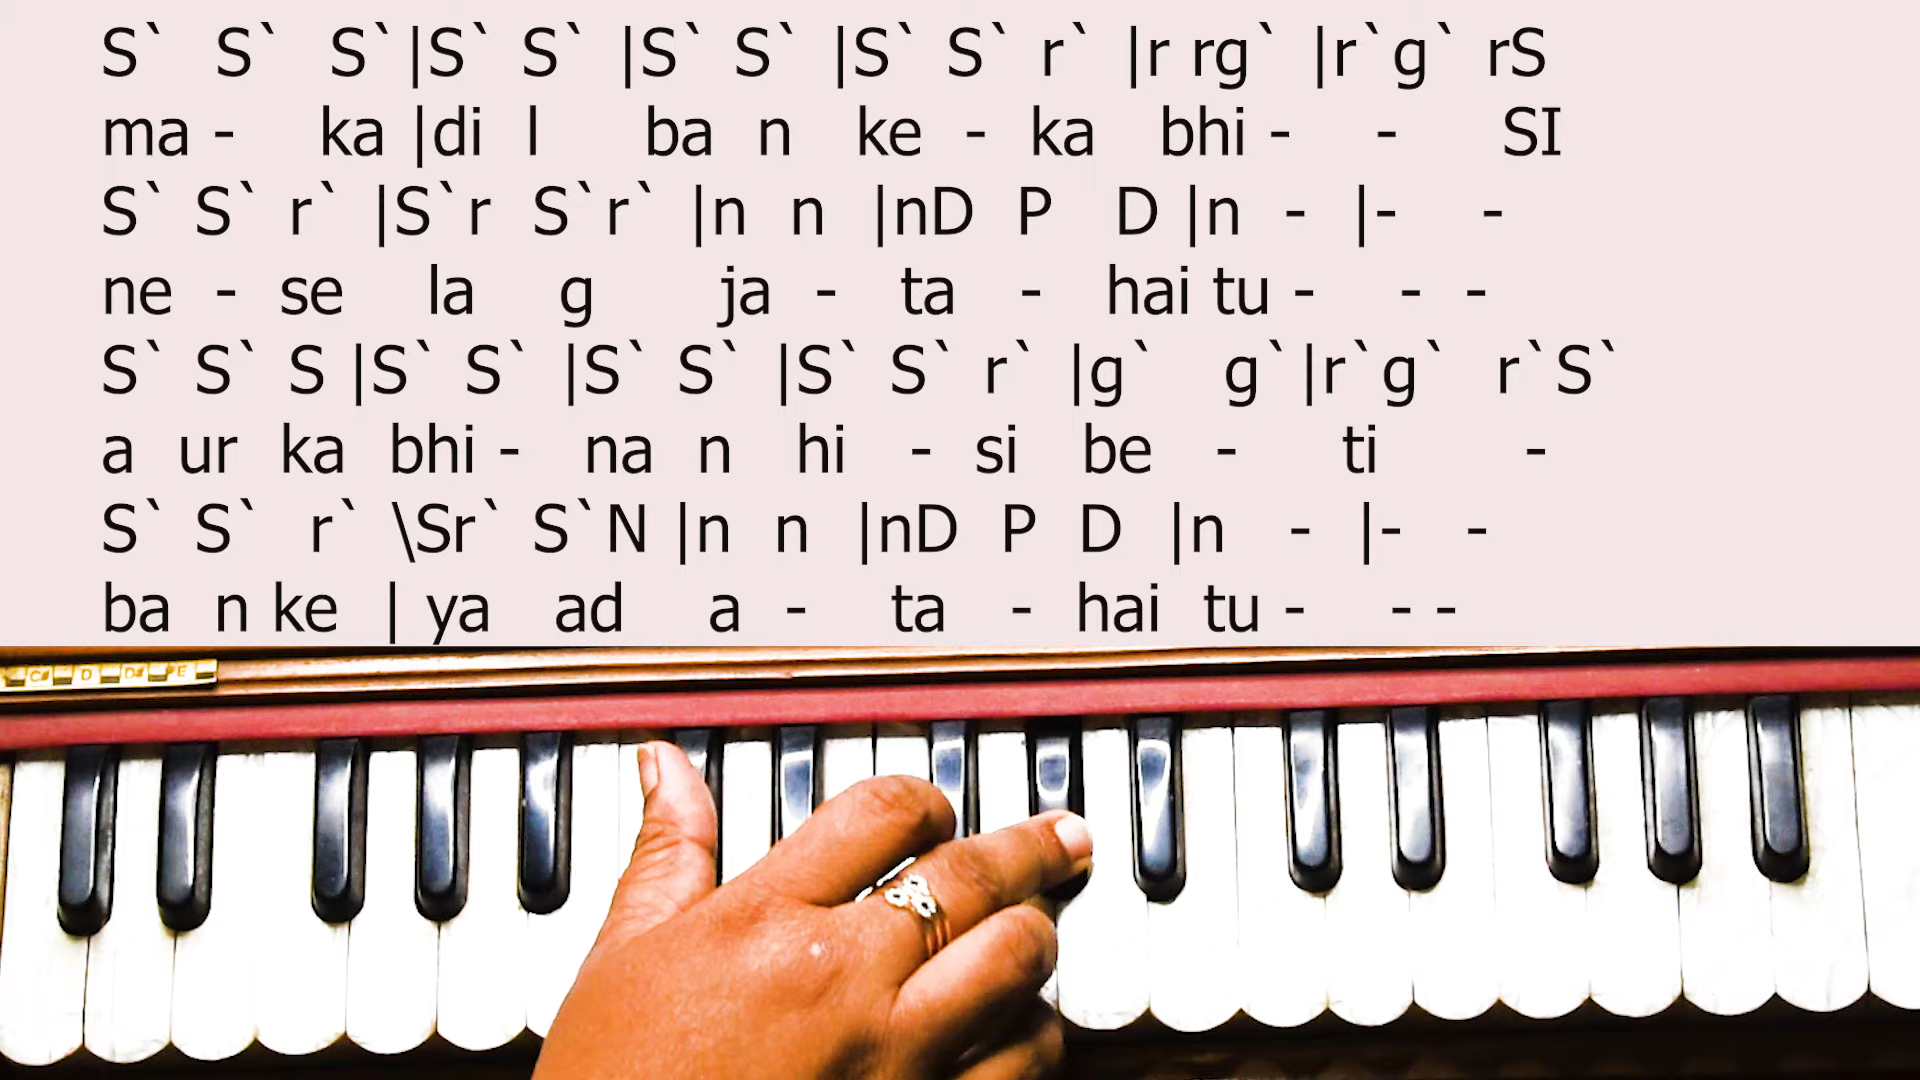 S` S` S`|S` S` |S` S` |S` S` r` |r rg` |r`g` rS
ma - ka |di l ba n ke - ka bhi - - SI
S` S` r` |S`r S`r` |n n |nD P D |n - |- -
ne - se la g ja - ta - hai tu - - -
S` S` S |S` S` |S` S` |S` S` r` |g` g`|r`g` r`S`
a ur ka bhi - na n hi - si be - ti -
S` S` r` \Sr` S`N |n n |nD P D |n - |- -
ba n ke | ya ad a - ta - hai tu - - -
C# D D# E